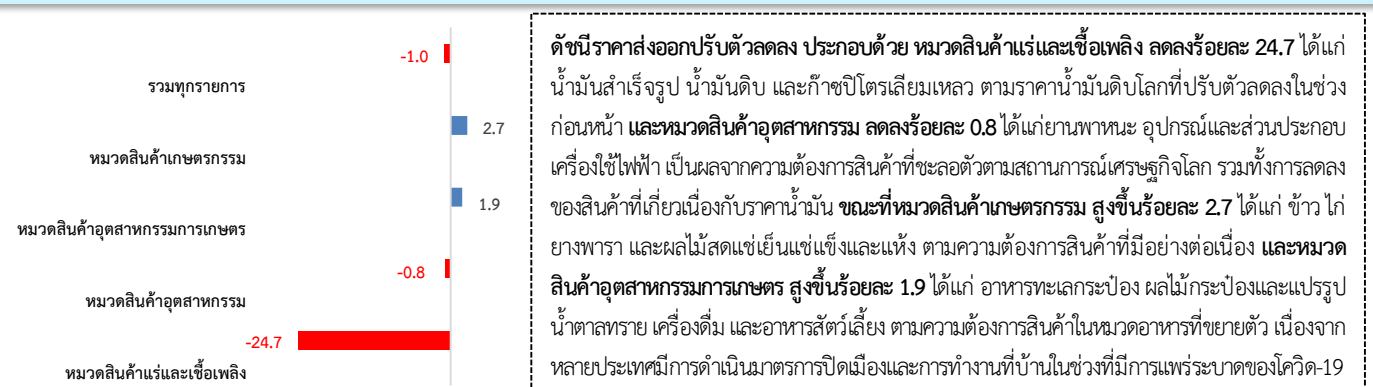 -1.0
รวมทุกรายการ
2.7
หมวดสินค้าเกษตรกรรม
1.9
หมวดสินค้าอุตสาหกรรมการเกษตร
-0.8
หมวดสินค้าอุตสาหกรรม
-24.7
หมวดสินค้าแร่และเชื้อเพลิง
ดัชนีราคาส่งออกปรับตัวลดลง ประกอบด้วย หมวดสินค้าแร่และเชื้อเพลิง ลดลงร้อยละ 24.7 ได้แก่
น้ำมันสำเร็จรูป น้ำมันดิบ และก๊าซปิโตรเลียมเหลว ตามราคาน้ำมันดิบโลกที่ปรับตัวลดลงในช่วง
ก่อนหน้า และหมวดสินค้าอุตสาหกรรม ลดลงร้อยละ 0.8 ได้แก่ยานพาหนะ อุปกรณ์และส่วนประกอบ
เครื่องใช้ไฟฟ้า เป็นผลจากความต้องการสินค้าที่ชะลอตัวตามสถานการณ์เศรษฐกิจโลก รวมทั้งการลดลง
ของสินค้าที่เกี่ยวเนื่องกับราคาน้ำมัน ขณะที่หมวดสินค้าเกษตรกรรม สูงขึ้นร้อยละ 2.7 ได้แก่ ข้าว ไก่
ยางพารา และผลไม้สดแช่เย็นแช่แข็งและแห้ง ตามความต้องการสินค้าที่มีอย่างต่อเนื่อง และหมวด
สินค้าอุตสาหกรรมการเกษตร สูงขึ้นร้อยละ 1.9 ได้แก่ อาหารทะเลกระป๋อง ผลไม้กระป๋องและแปรรูป
น้ำตาลทราย เครื่องดื่ม และอาหารสัตว์เลี้ยง ตามความต้องการสินค้าในหมวดอาหารที่ขยายตัว เนื่องจาก
หลายประเทศมีการดำเนินมาตรการปิดเมืองและการทำงานที่บ้านในช่วงที่มีการแพร่ระบาดของโควิด-19